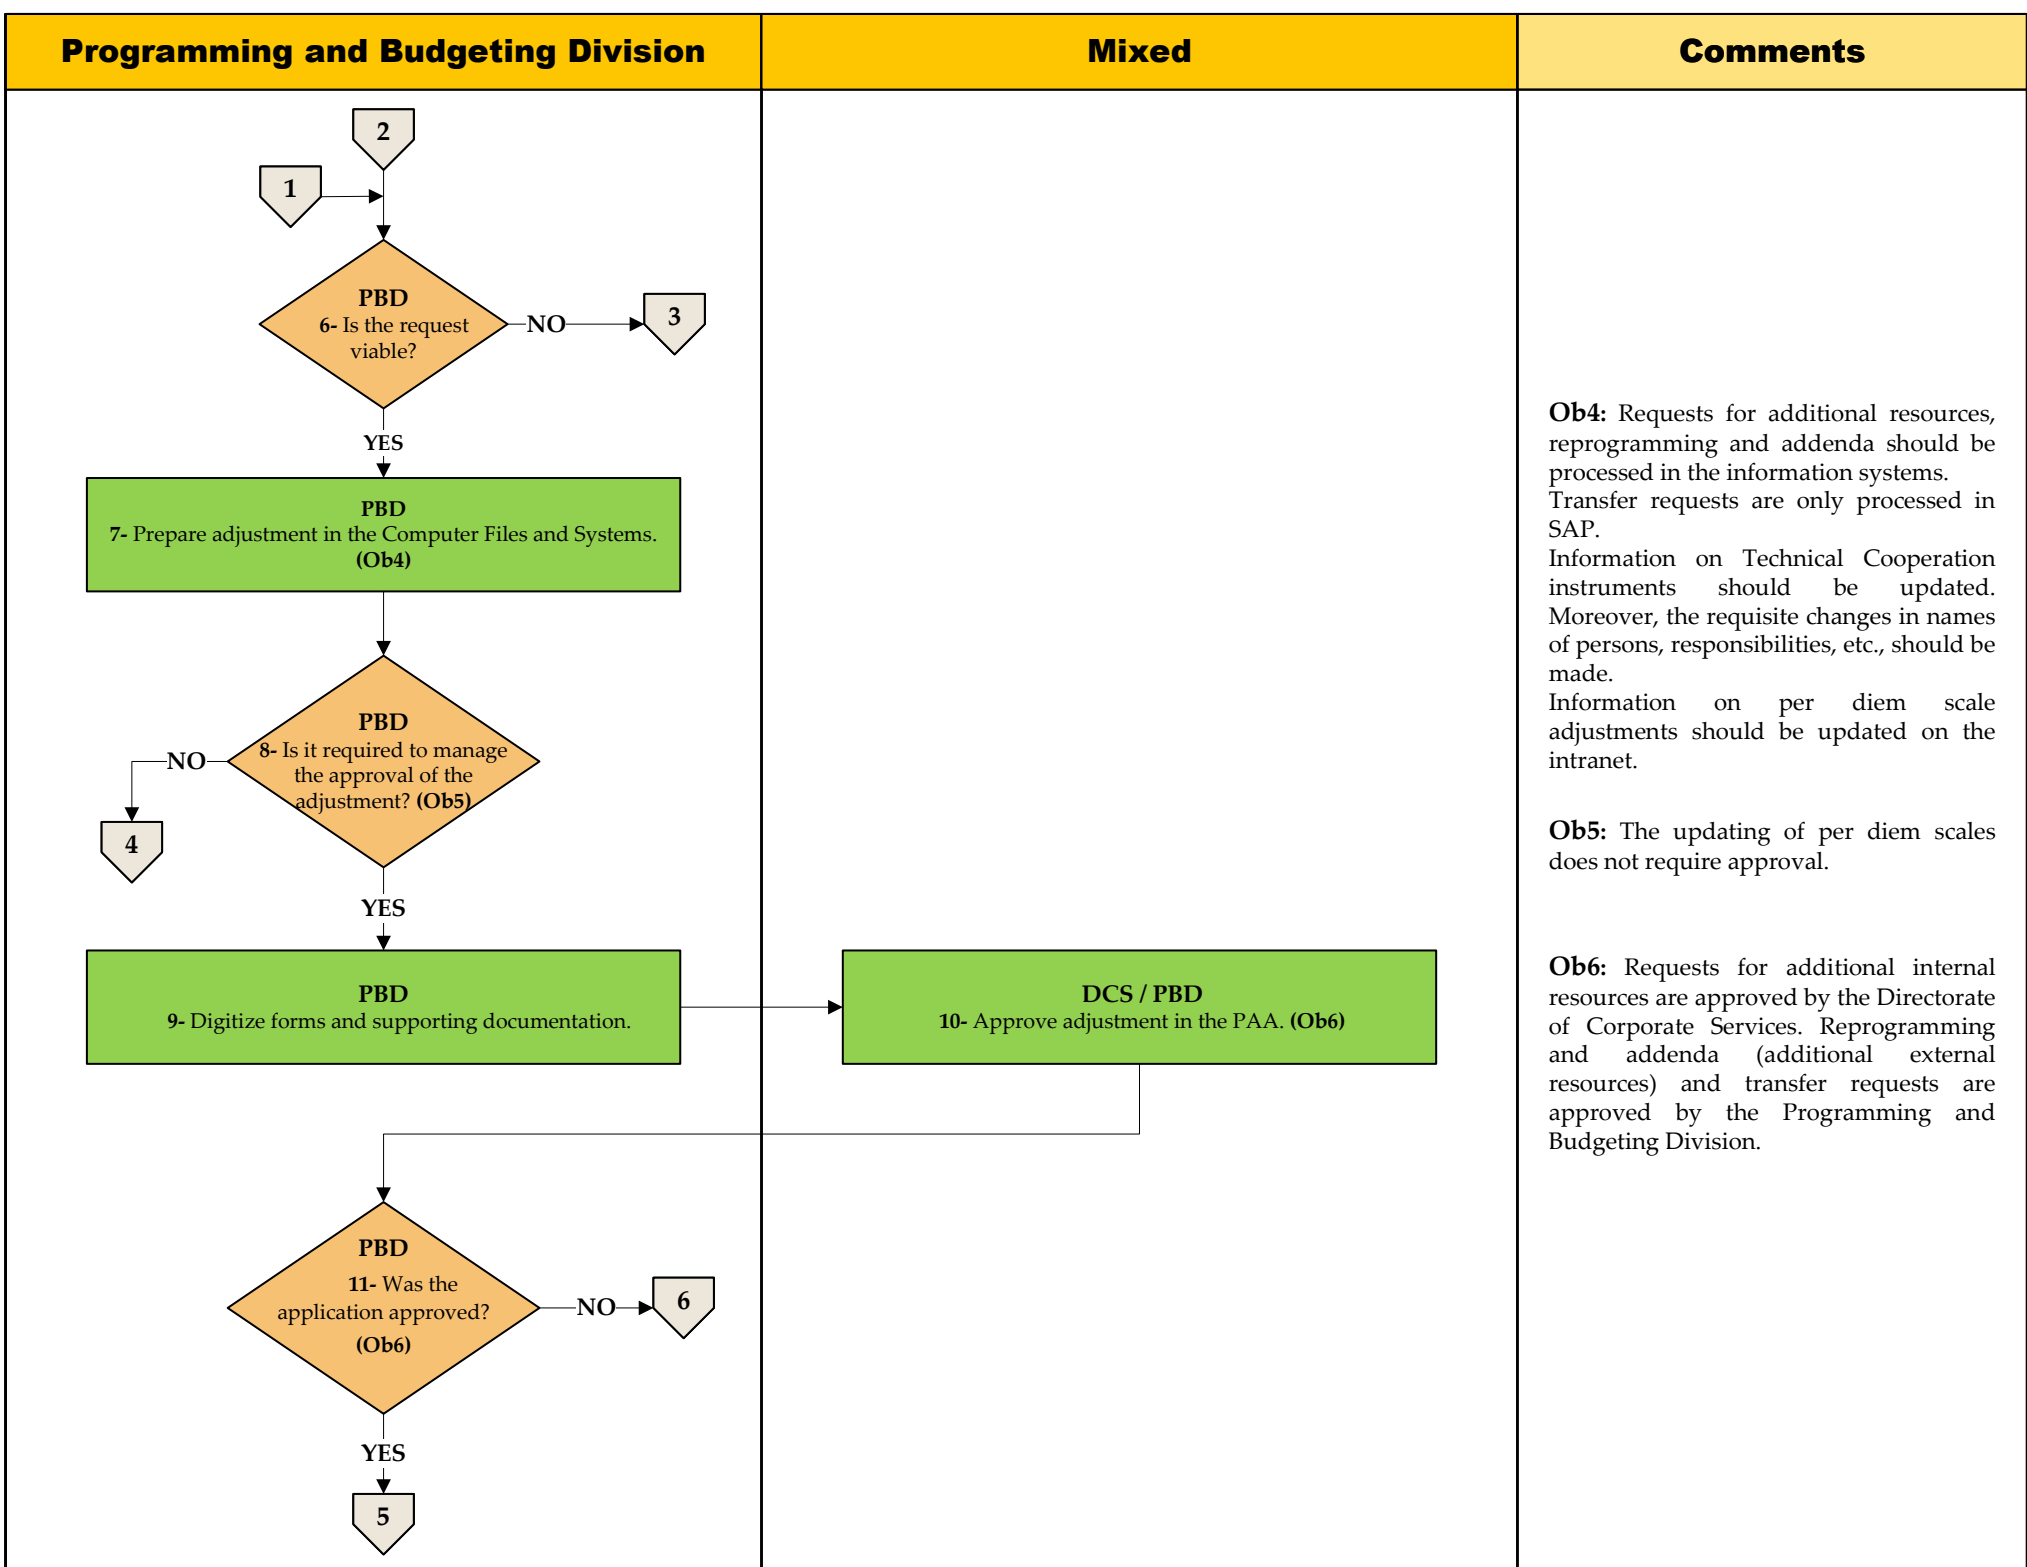 Programming and Budgeting Division
Mixed
Comments
2
1
PBD
6- Is the request
viable?
NO
3
YES
PBD
7- Prepare adjustment in the Computer Files and Systems.
(Ob4)
PBD
8- Is it required to manage
the approval of the
adjustment? (Ob5)
NO
4
YES
PBD
9- Digitize forms and supporting documentation.
DCS / PBD
10- Approve adjustment in the PAA. (Ob6)
PBD
11- Was the
application approved?
(Ob6)
NO
6
YES
5
Ob4: Requests for additional resources,
reprogramming and addenda should be
processed in the information systems.
Transfer requests are only processed in
SAP.
Information on Technical Cooperation
instruments should be updated.
Moreover, the requisite changes in names
of persons, responsibilities, etc., should be
made.
Information on per diem scale
adjustments should be updated on the
intranet.
Ob5: The updating of per diem scales
does not require approval.
Ob6: Requests for additional internal
resources are approved by the Directorate
of Corporate Services. Reprogramming
and addenda (additional external
resources) and transfer requests are
approved by the Programming and
Budgeting Division.